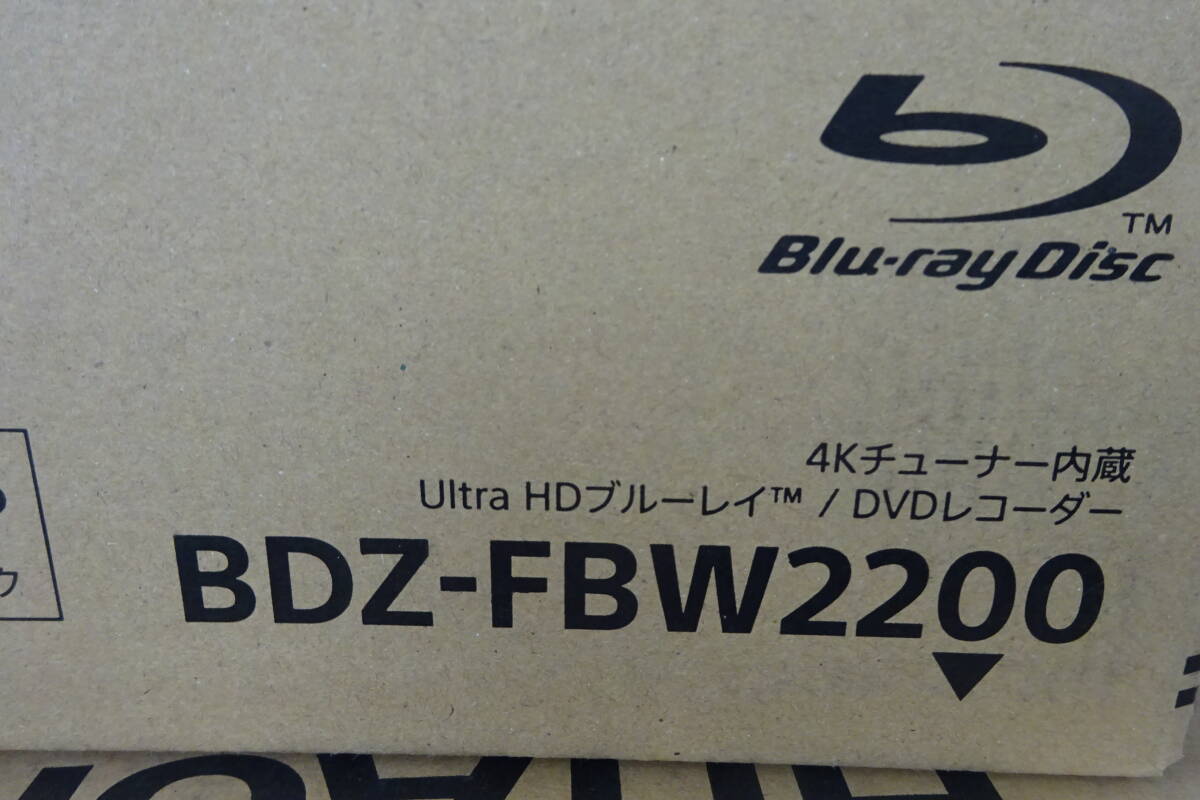 Blu-ray Disc
TM
4Kチューナー内蔵
Ultra HDブルーレイ™ / DVDレコーダー
BDZ-FBW2200